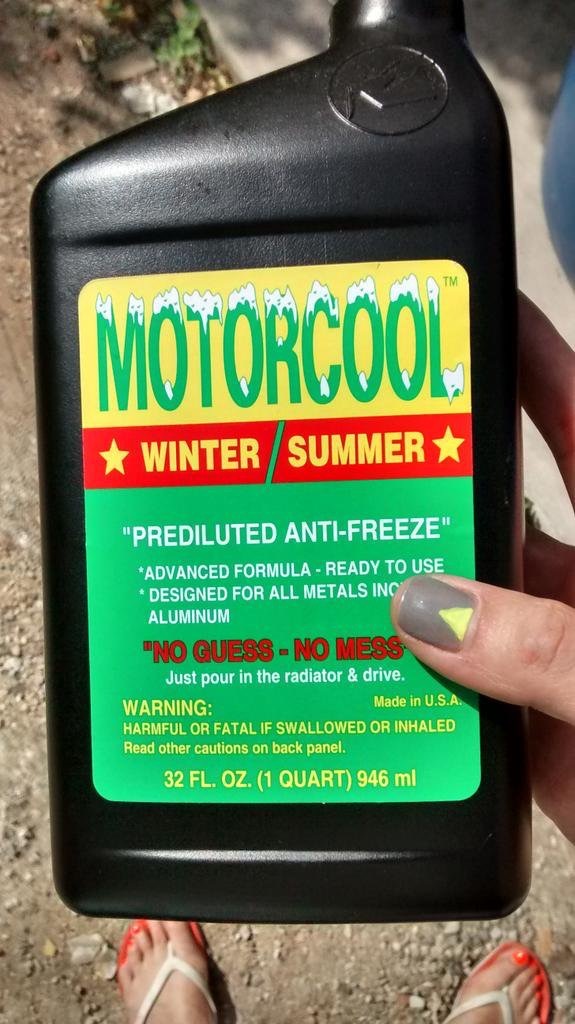 MOTORCOOL™
★ WINTER / SUMMER ★
"PREDILUTED ANTI-FREEZE"
*ADVANCED FORMULA - READY TO USE
* DESIGNED FOR ALL METALS
ALUMINUM
"NO GUESS - NO MESS
Just pour in the radiator & drive.
Made in U.S.A.
WARNING:
HARMFUL OR FATAL IF SWALLOWED OR INHALED
Read other cautions on back panel.
32 FL. OZ. (1 QUART) 946 ml